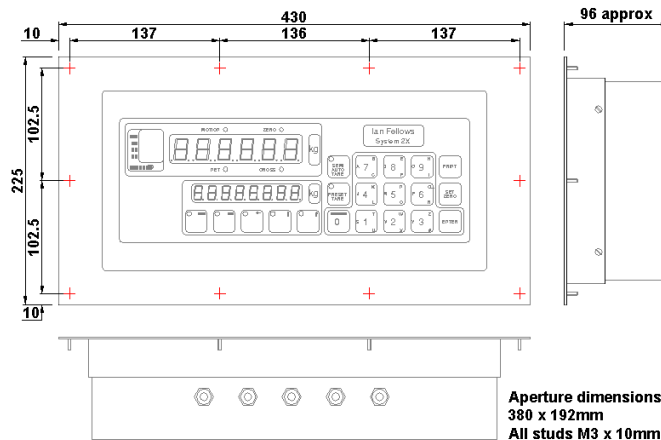 430
96 approx
10
137
136
137
102.5
225
102.5
10
MOTION
ZERO
kg
NET
GROSS
kg
Ian Fellows
System 2X
SEMI
AUTO
TARE
A 7 B C
8
9
PRINT
PRESET
TARE
J 4 K L
5
6
SET
ZERO
0
S 1 T U
2
3
ENTER
Aperture dimensions
380 x 192mm
All studs M3 x 10mm